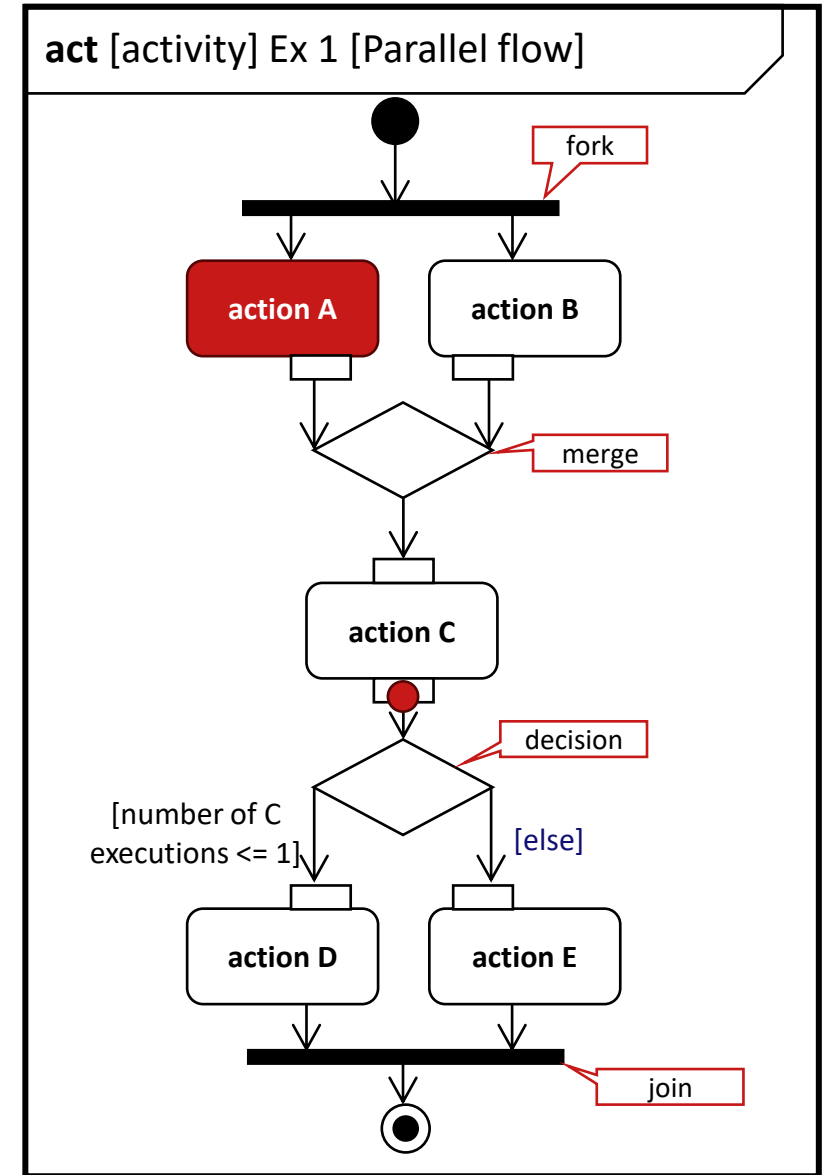 act [activity] Ex 1 [Parallel flow]
fork
action A
action B
merge
action C
decision
[number of C
executions <= 1]
[else]
action D
action E
join